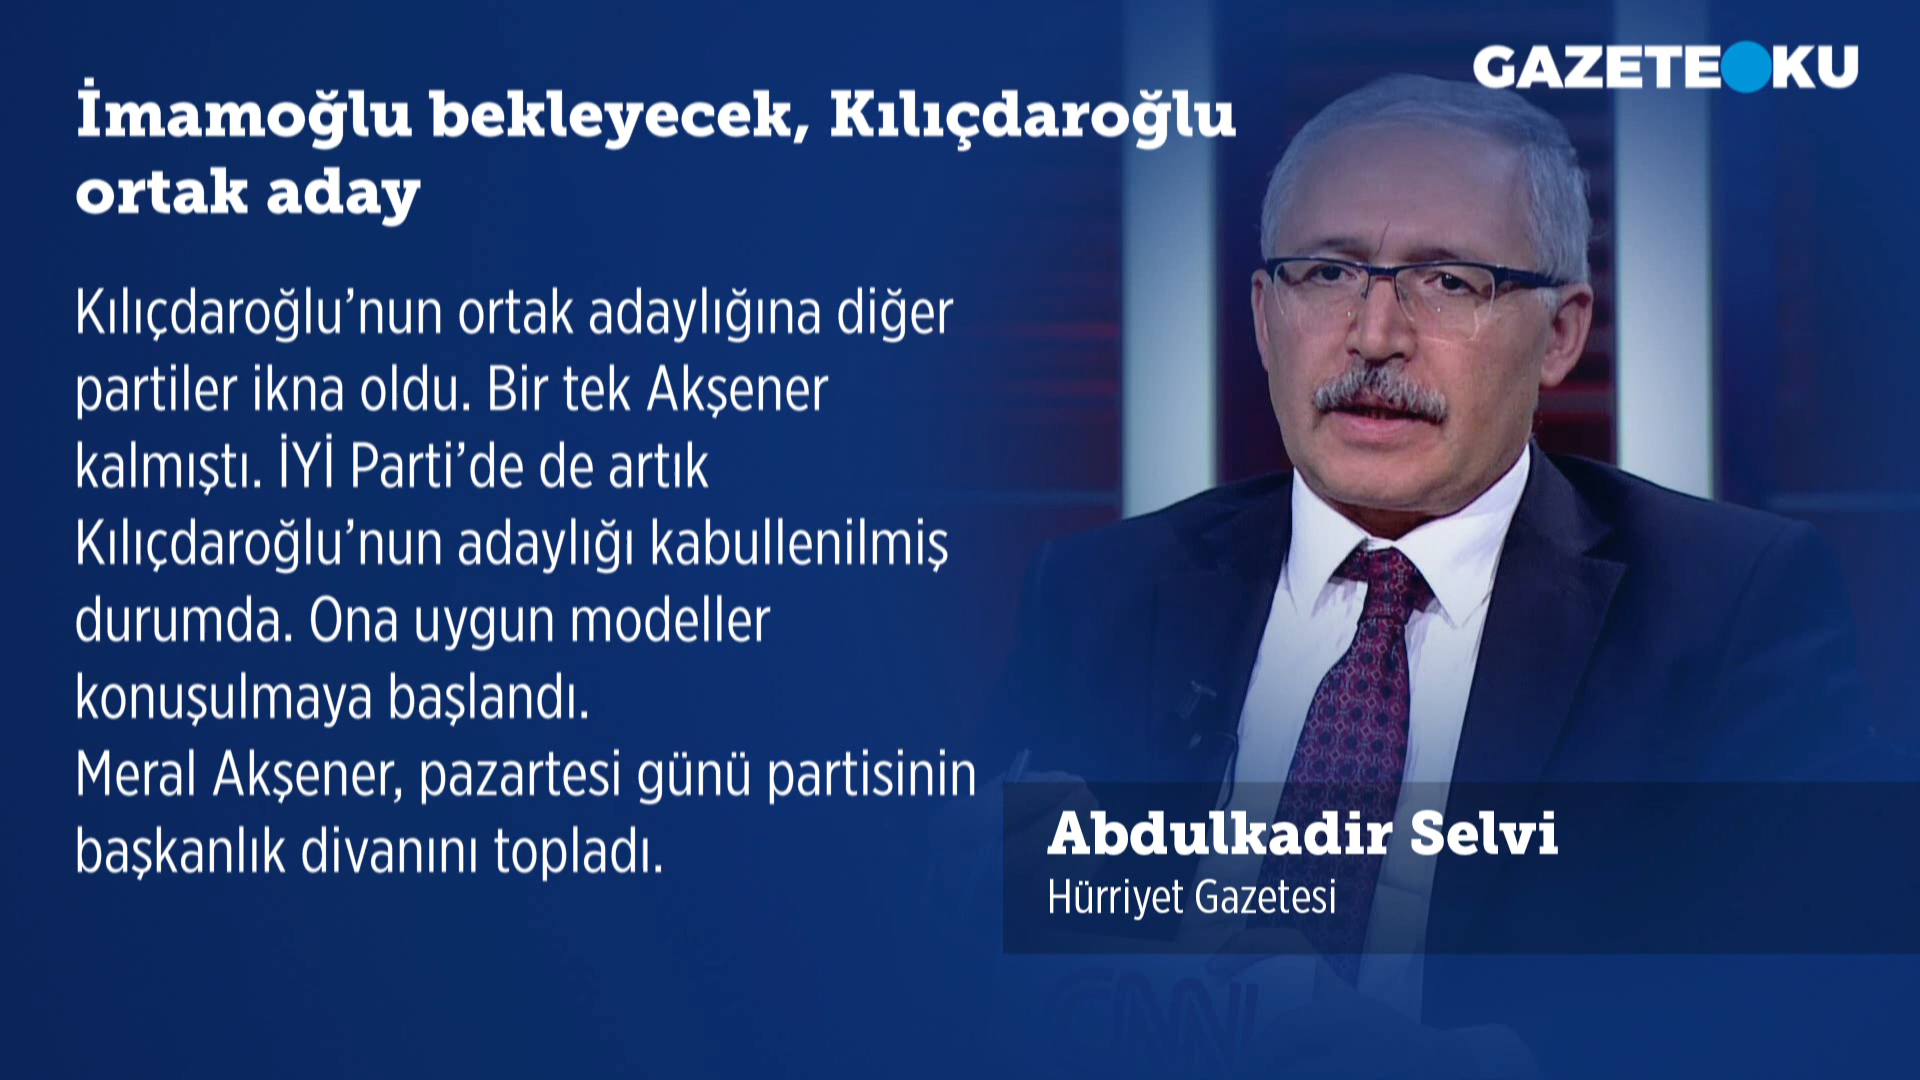 GAZETEOKU
İmamoğlu bekleyecek, Kılıçdaroğlu
ortak aday
Kılıçdaroğlu’nun ortak adaylığına diğer
partiler ikna oldu. Bir tek Akşener
kalmıştı. İYİ Parti’de de artık
Kılıçdaroğlu’nun adaylığı kabullenilmiş
durumda. Ona uygun modeller
konuşulmaya başlandı.
Meral Akşener, pazartesi günü partisinin
başkanlık divanını topladı.
Abdulkadir Selvi
Hürriyet Gazetesi
CNN